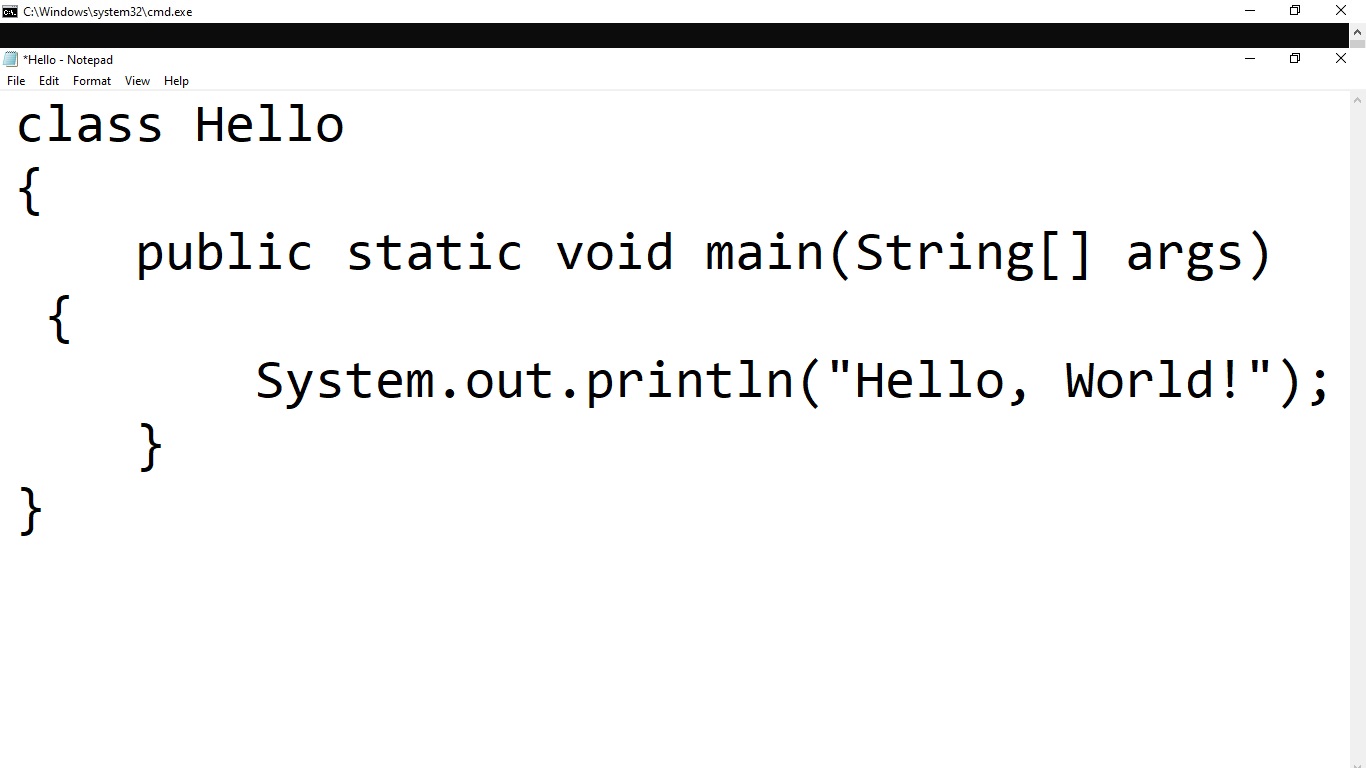 C:\Windows\system32\cmd.exe
*Hello - Notepad
File Edit Format View Help
class Hello
{
    public static void main(String[] args)
 {
        System.out.println("Hello, World!");
    }
}